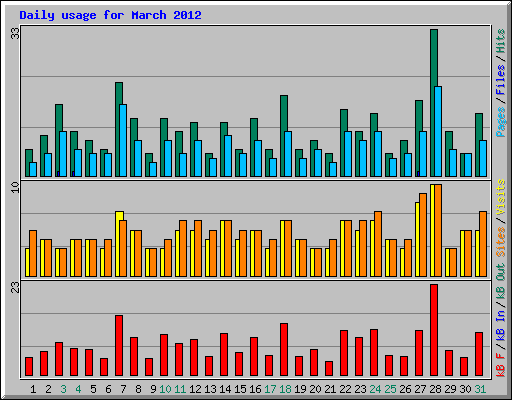 Daily usage for March 2012
33
10
23
Pages / Files / Hits
Sites / Visits
kB F / kB In / kB Out
1 2 3 4 5 6 7 8 9 10 11 12 13 14 15 16 17 18 19 20 21 22 23 24 25 26 27 28 29 30 31